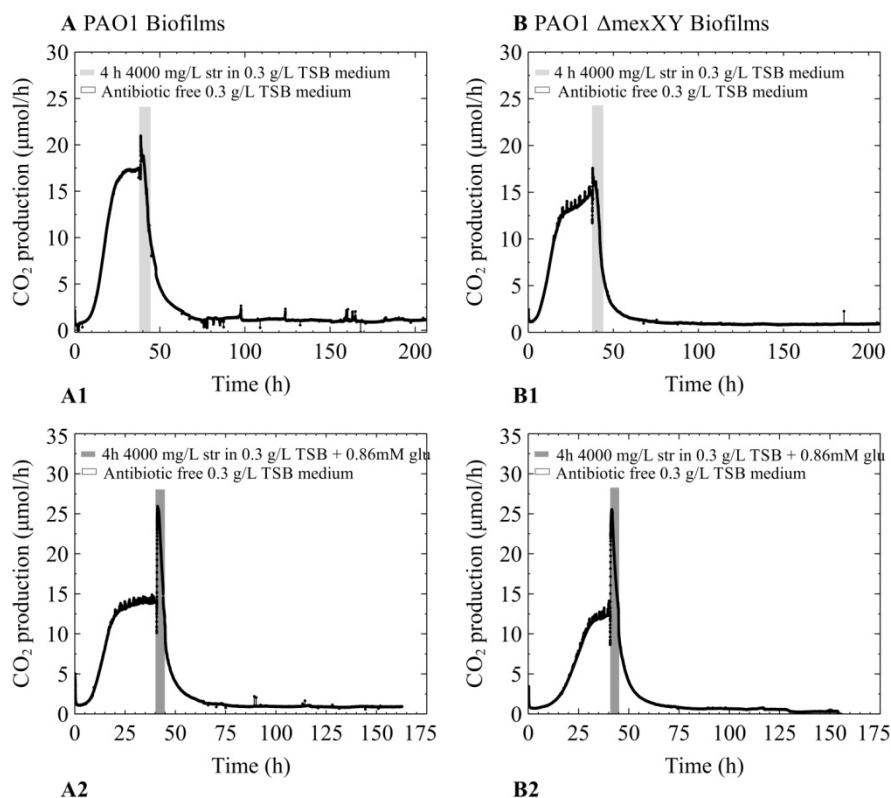 A PAO1 Biofilms
30
25
20
15
10
5
0
CO₂ production (µmol/h)
4 h 4000 mg/L str in 0.3 g/L TSB medium
Antibiotic free 0.3 g/L TSB medium
0 50 100 150 200
Time (h)
A1
B PAO1 ΔmexXY Biofilms
30
25
20
15
10
5
0
CO₂ production (µmol/h)
4 h 4000 mg/L str in 0.3 g/L TSB medium
Antibiotic free 0.3 g/L TSB medium
0 50 100 150 200
Time (h)
B1
35
30
25
20
15
10
5
0
CO₂ production (µmol/h)
4h 4000 mg/L str in 0.3 g/L TSB + 0.86mM glu
Antibiotic free 0.3 g/L TSB medium
0 25 50 75 100 125 150 175
Time (h)
A2
35
30
25
20
15
10
5
0
CO₂ production (µmol/h)
4h 4000 mg/L str in 0.3 g/L TSB + 0.86mM glu
Antibiotic free 0.3 g/L TSB medium
0 25 50 75 100 125 150 175
Time (h)
B2